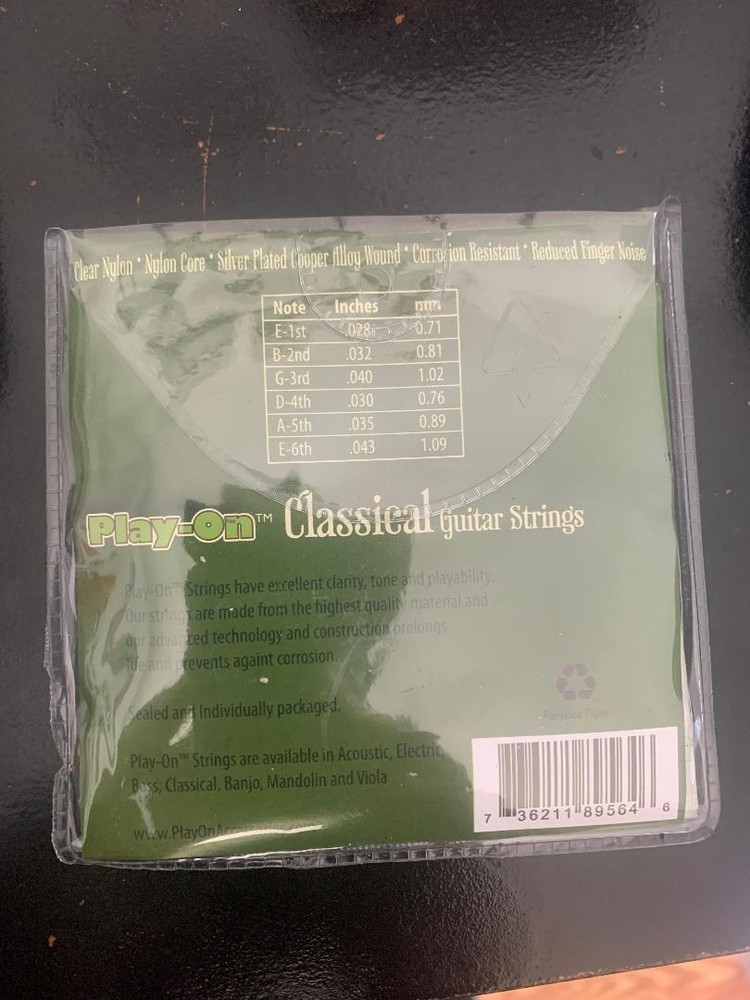 Clear Nylon • Nylon Core • Silver Plated Cooper Alloy Wound • Corrosion Resistant • Reduced Finger Noise
Note Inches mm
E-1st .028 0.71
B-2nd .032 0.81
G-3rd .040 1.02
D-4th .030 0.76
A-5th .035 0.89
E-6th .043 1.09
Play-On™ Classical Guitar Strings
Play-On™ Strings have excellent clarity, tone and playability.
Our strings are made from the highest quality material and
our advanced technology and construction prolongs
life and prevents againt corrosion.
Sealed and Individually packaged.
Recycled Paper
Play-On™ Strings are available in Acoustic, Electric,
Bass, Classical, Banjo, Mandolin and Viola
7 36211 89564 6